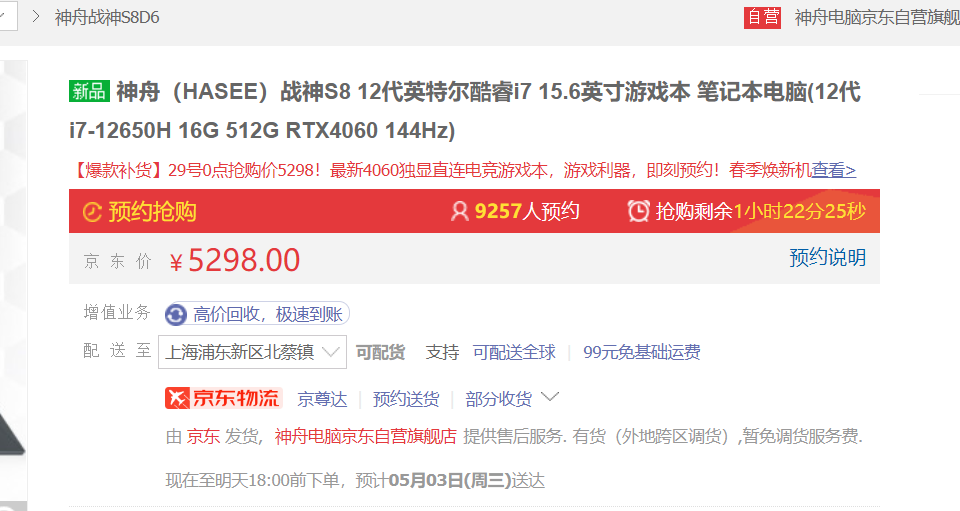 神舟战神S8D6
自营 神舟电脑京东自营旗舰
新品 神舟（HASEE）战神S8 12代英特尔酷睿i7 15.6英寸游戏本 笔记本电脑(12代
i7-12650H 16G 512G RTX4060 144Hz)
【爆款补货】29号0点抢购价5298！最新4060独显直连电竞游戏本，游戏利器，即刻预约！春季焕新机查看>
预约抢购 9257人预约 抢购剩余1小时22分25秒
京东价 ￥5298.00 预约说明
增值业务 高价回收，极速到账
配送至 上海浦东新区北蔡镇 可配货 支持 可配送全球 99元免基础运费
京东物流 京尊达 预约送货 部分收货
由 京东 发货，神舟电脑京东自营旗舰店 提供售后服务. 有货（外地跨区调货）,暂免调货服务费.
现在至明天18:00前下单，预计05月03日(周三)送达